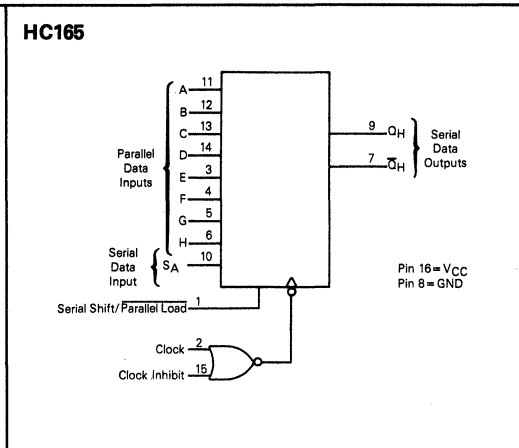 HC165
A 11
B 12
C 13
D 14
E 3
F 4
G 5
H 6
Parallel
Data
Inputs
Serial
Data
Input
SA 10
Serial Shift/Parallel Load 1
Clock 2
Clock Inhibit 15
9 QH
7 Q̅H
Serial
Data
Outputs
Pin 16 = VCC
Pin 8 = GND